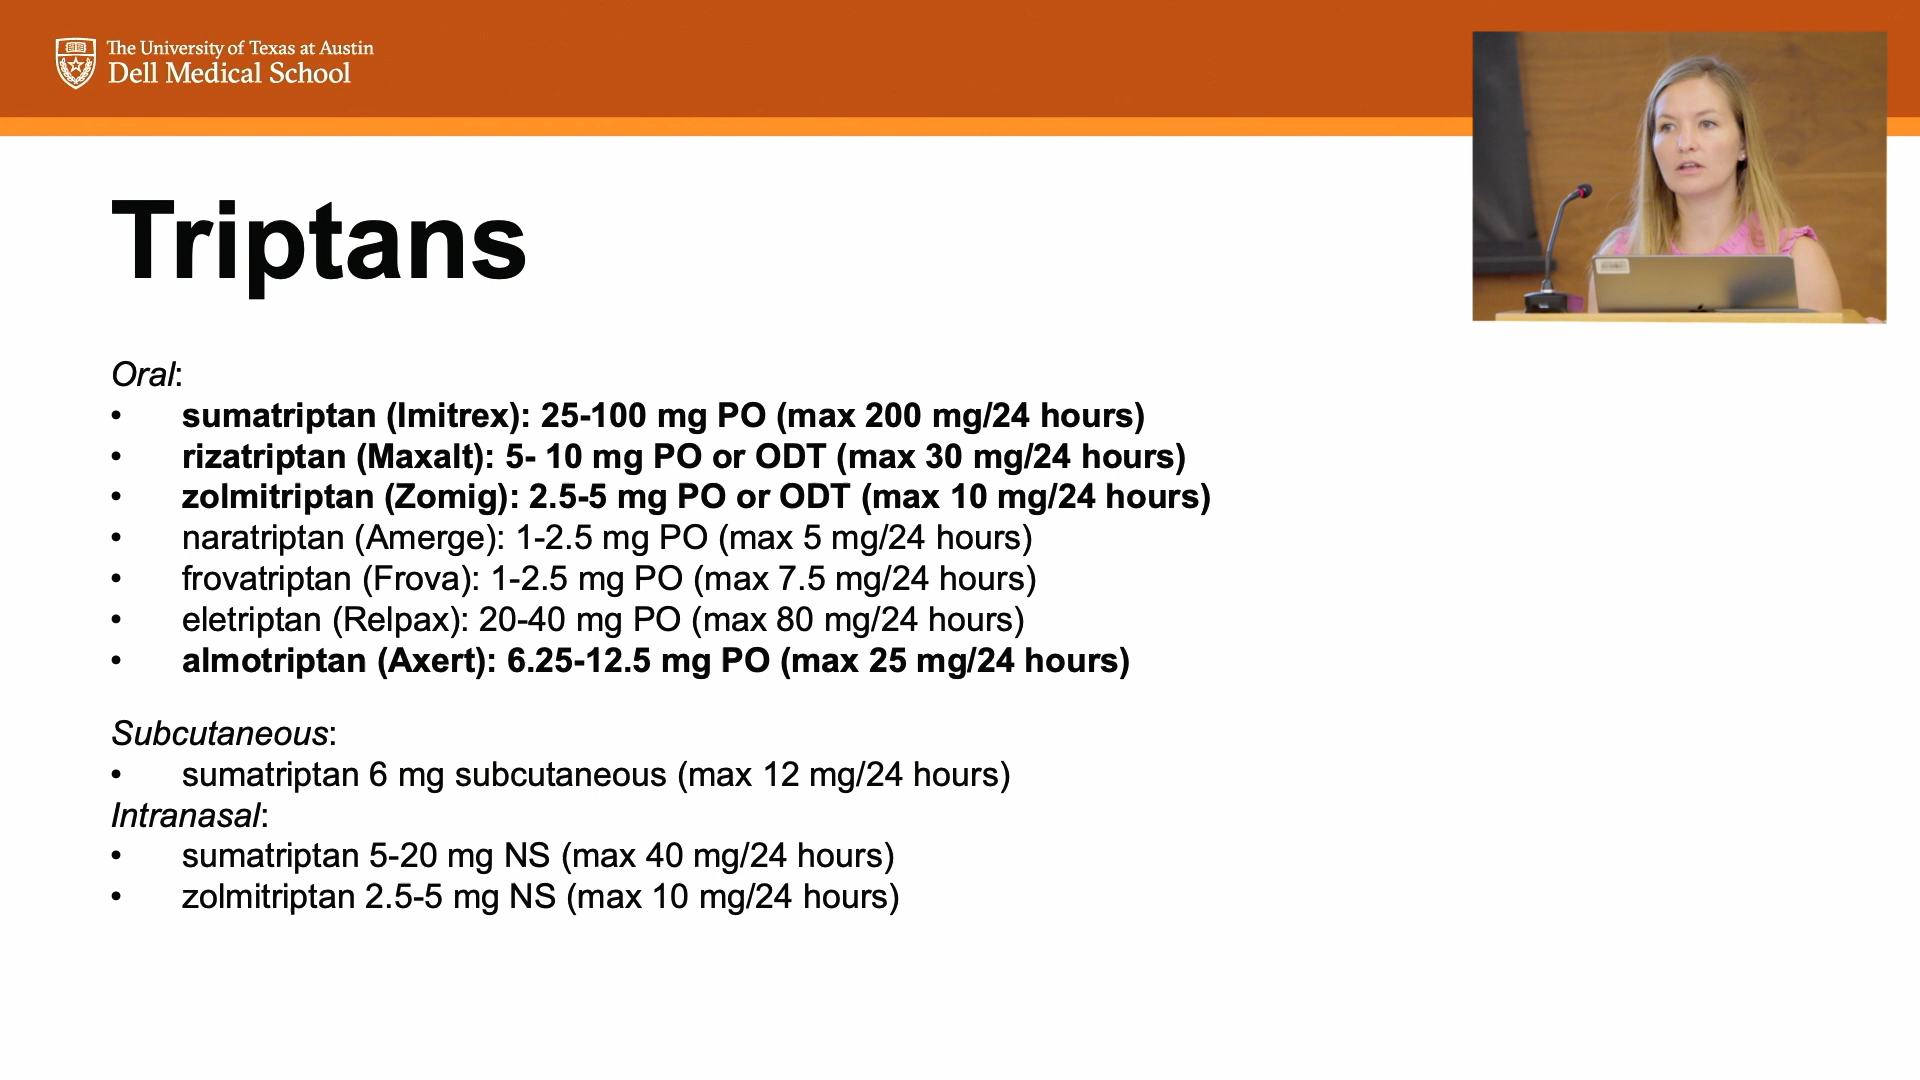 The University of Texas at Austin
Dell Medical School
Triptans
Oral:
• sumatriptan (Imitrex): 25-100 mg PO (max 200 mg/24 hours)
• rizatriptan (Maxalt): 5- 10 mg PO or ODT (max 30 mg/24 hours)
• zolmitriptan (Zomig): 2.5-5 mg PO or ODT (max 10 mg/24 hours)
• naratriptan (Amerge): 1-2.5 mg PO (max 5 mg/24 hours)
• frovatriptan (Frova): 1-2.5 mg PO (max 7.5 mg/24 hours)
• eletriptan (Relpax): 20-40 mg PO (max 80 mg/24 hours)
• almotriptan (Axert): 6.25-12.5 mg PO (max 25 mg/24 hours)
Subcutaneous:
• sumatriptan 6 mg subcutaneous (max 12 mg/24 hours)
Intranasal:
• sumatriptan 5-20 mg NS (max 40 mg/24 hours)
• zolmitriptan 2.5-5 mg NS (max 10 mg/24 hours)